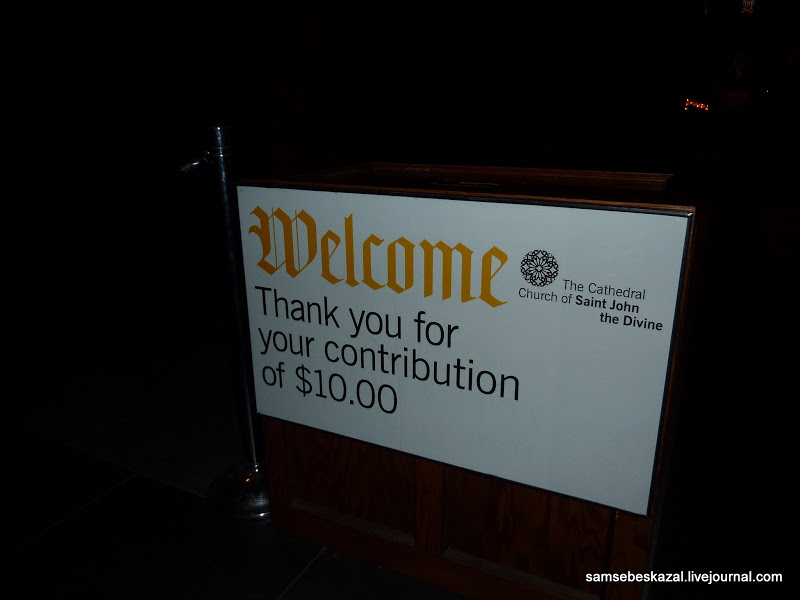 Welcome
The Cathedral
Church of Saint John
the Divine
Thank you for
your contribution
of $10.00
samsebeskazal.livejournal.com